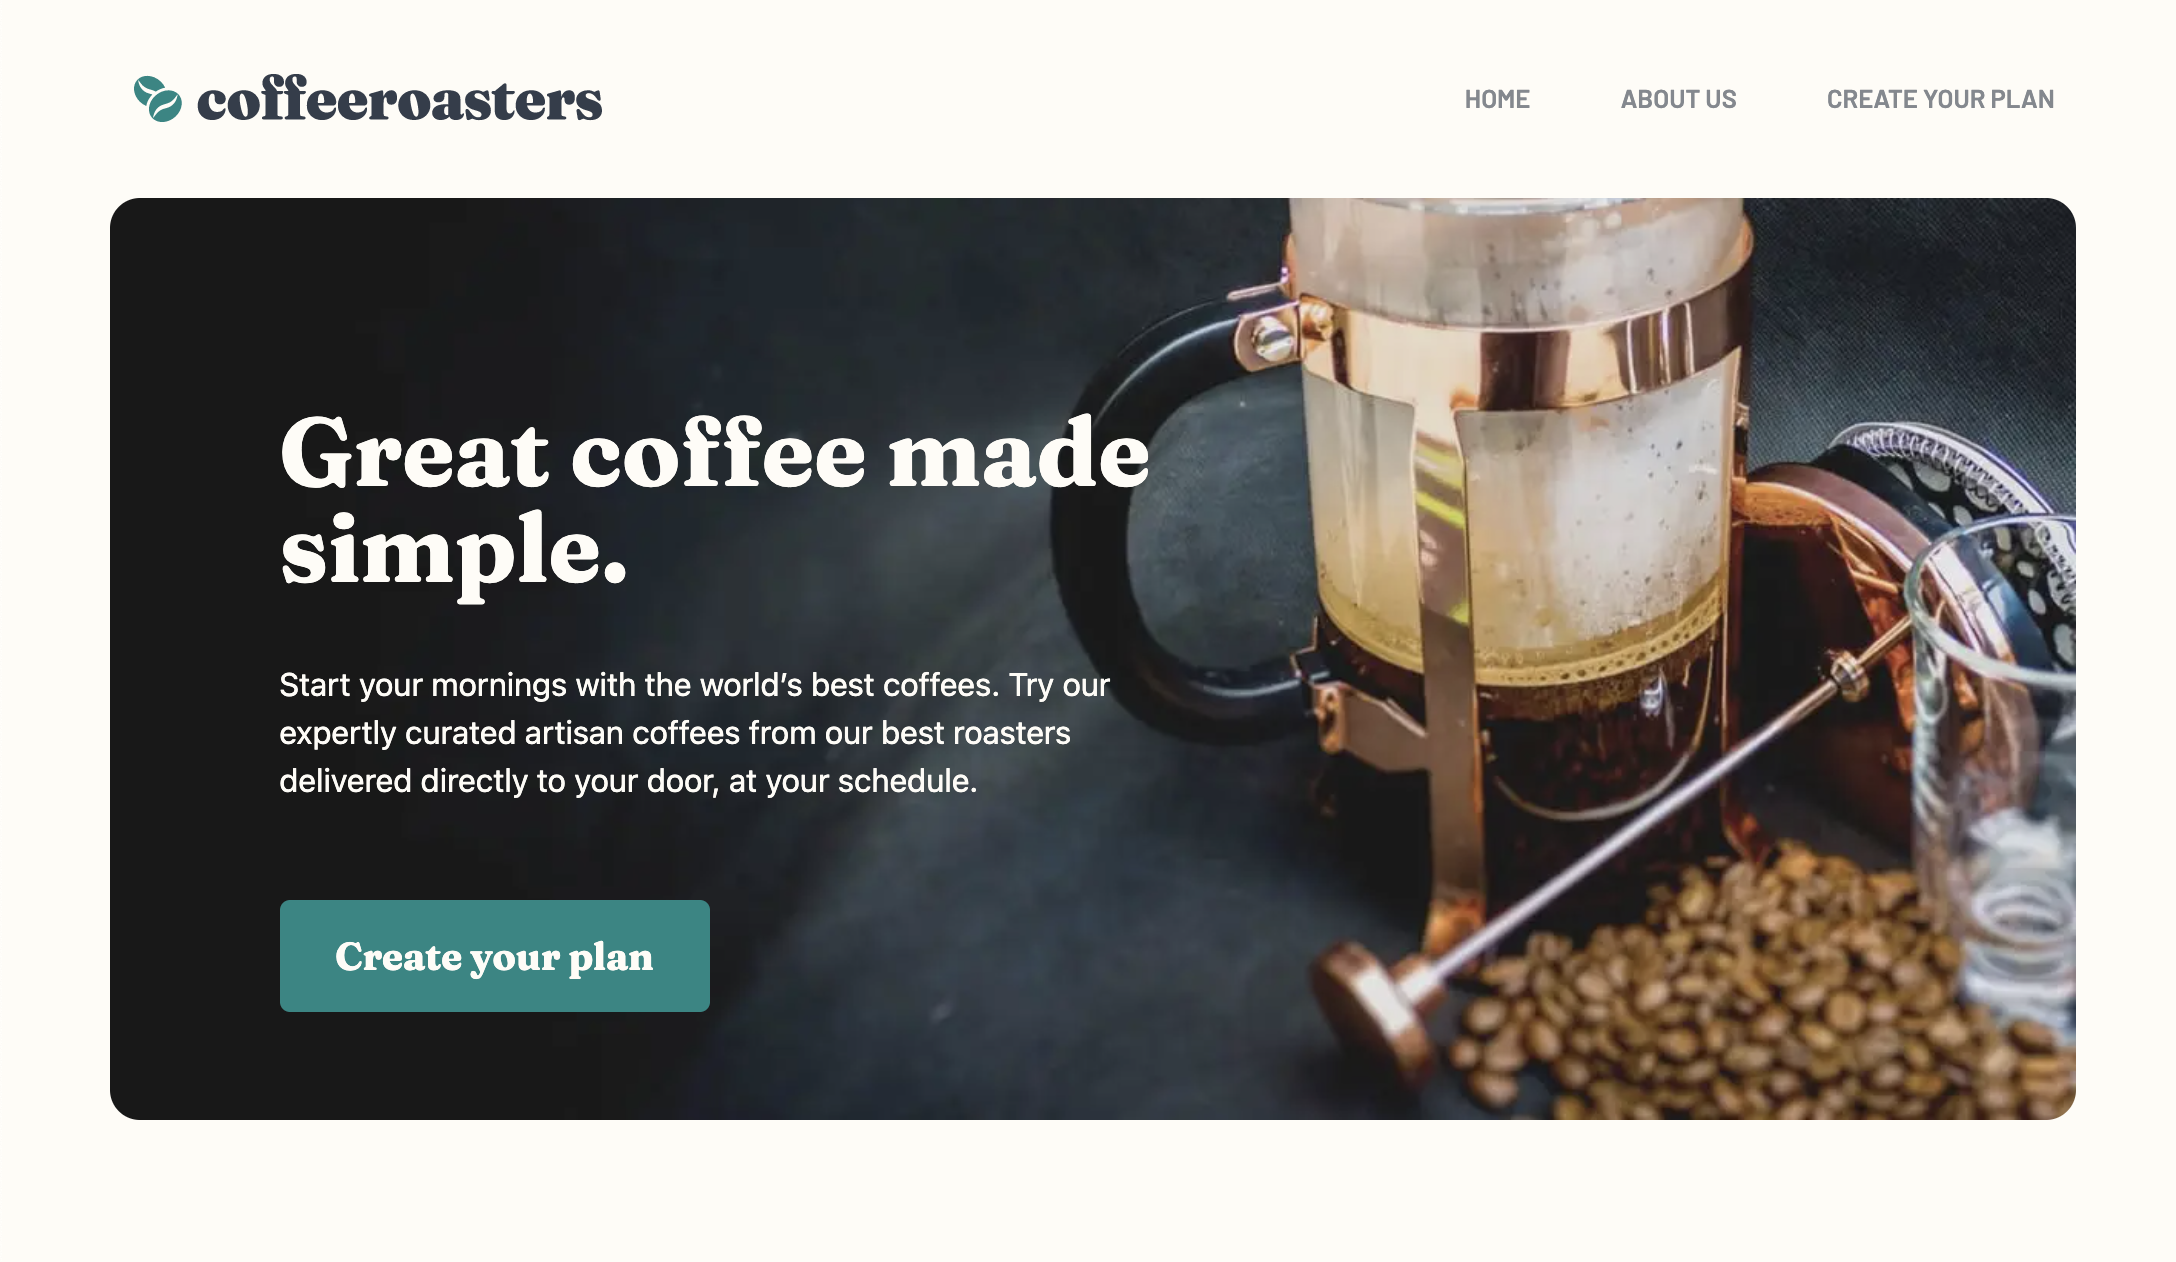 coffeeroasters
HOME
ABOUT US
CREATE YOUR PLAN
Great coffee made
simple.
Start your mornings with the world’s best coffees. Try our
expertly curated artisan coffees from our best roasters
delivered directly to your door, at your schedule.
Create your plan